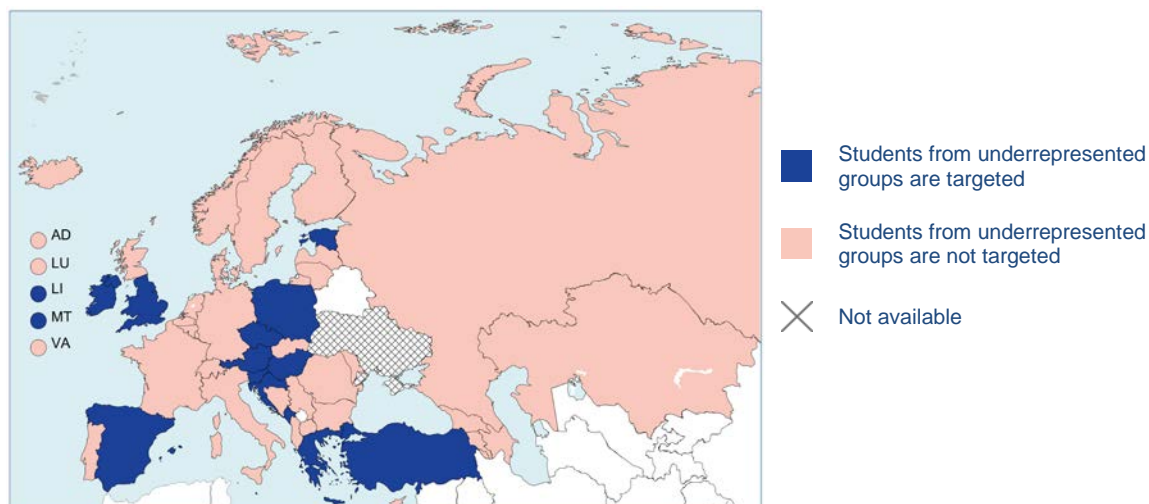 AD
LU
LI
MT
VA
Students from underrepresented
groups are targeted
Students from underrepresented
groups are not targeted
Not available